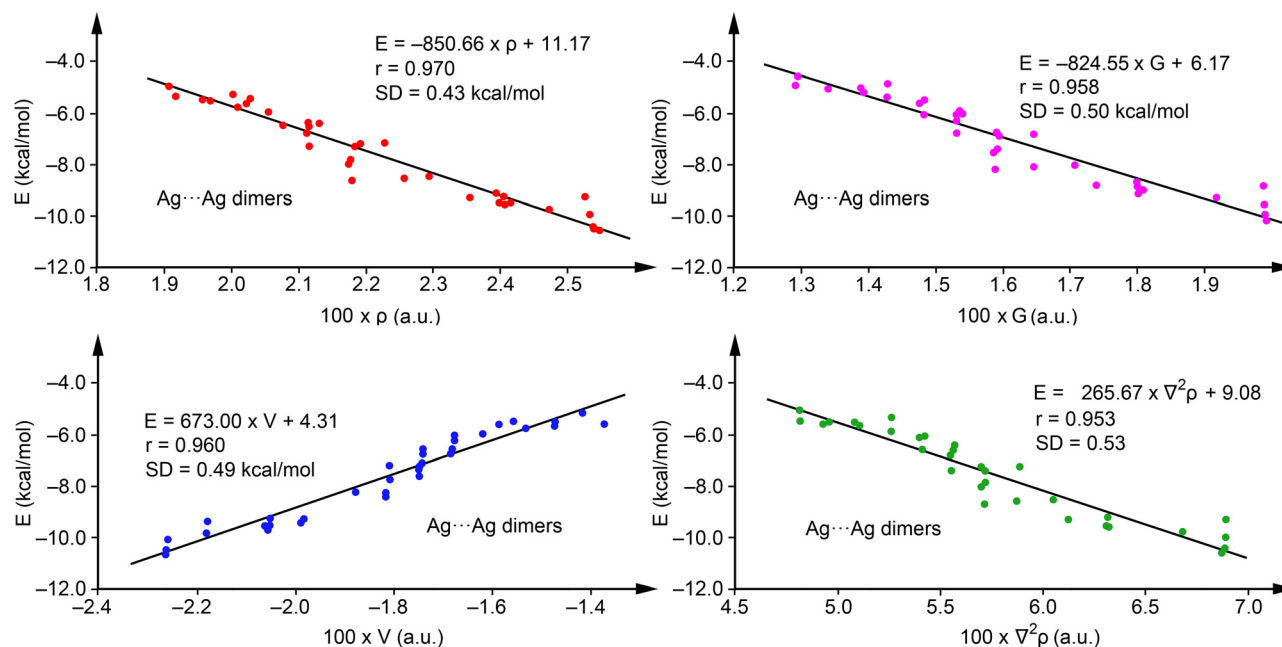 E = –850.66 x ρ + 11.17
r = 0.970
SD = 0.43 kcal/mol
Ag···Ag dimers
E (kcal/mol)
–4.0
–6.0
–8.0
–10.0
–12.0
1.8
1.9
2.0
2.1
2.2
2.3
2.4
2.5
100 x ρ (a.u.)
E = –824.55 x G + 6.17
r = 0.958
SD = 0.50 kcal/mol
Ag···Ag dimers
E (kcal/mol)
–4.0
–6.0
–8.0
–10.0
–12.0
1.2
1.3
1.4
1.5
1.6
1.7
1.8
1.9
100 x G (a.u.)
E = 673.00 x V + 4.31
r = 0.960
SD = 0.49 kcal/mol
Ag···Ag dimers
E (kcal/mol)
–4.0
–6.0
–8.0
–10.0
–12.0
–2.4
–2.2
–2.0
–1.8
–1.6
–1.4
100 x V (a.u.)
E = 265.67 x ∇²ρ + 9.08
r = 0.953
SD = 0.53
Ag···Ag dimers
E (kcal/mol)
–4.0
–6.0
–8.0
–10.0
–12.0
4.5
5.0
5.5
6.0
6.5
7.0
100 x ∇²ρ (a.u.)